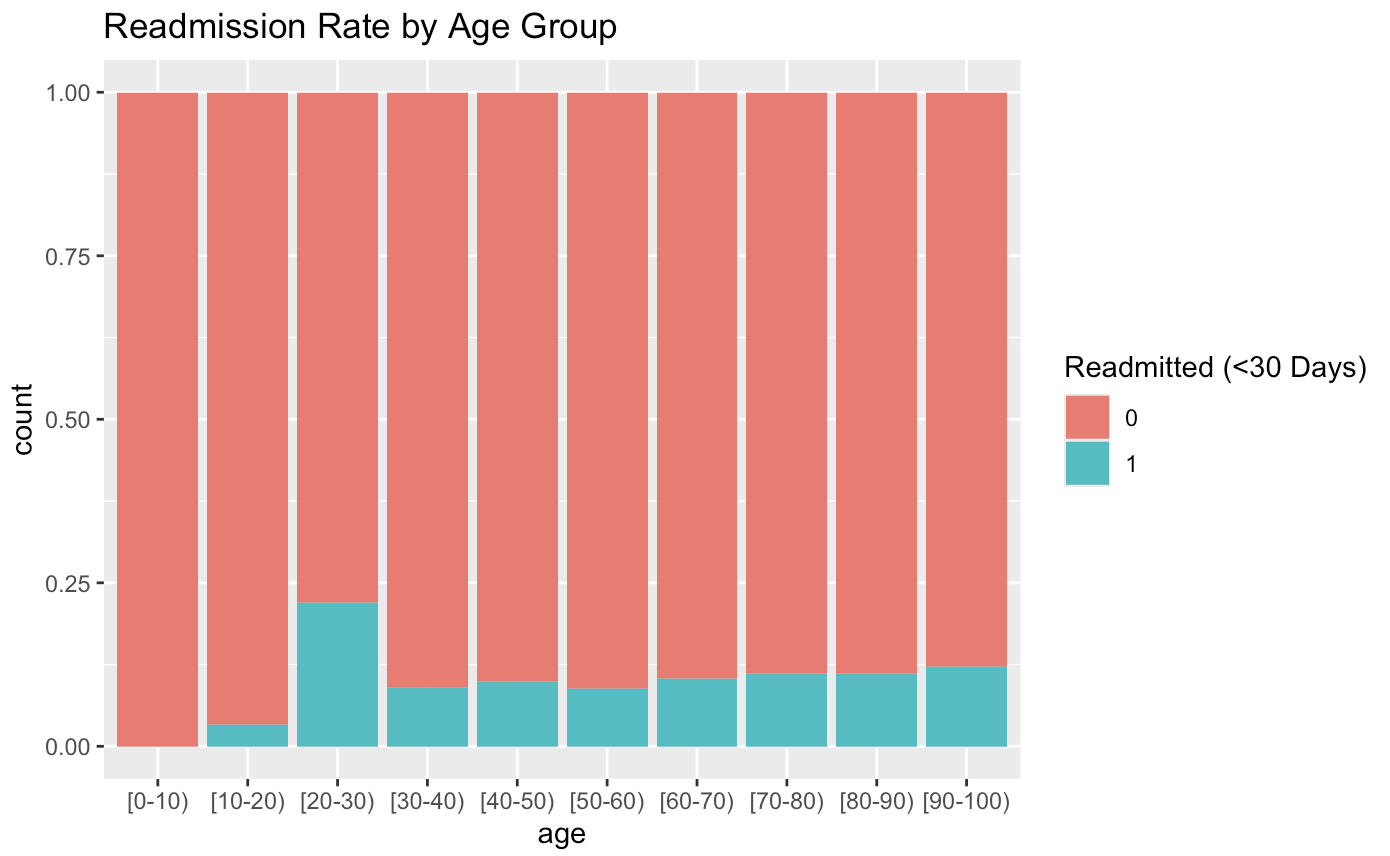 Readmission Rate by Age Group
1.00
0.75
0.50
0.25
0.00
count
[0-10) [10-20) [20-30) [30-40) [40-50) [50-60) [60-70) [70-80) [80-90) [90-100)
age
Readmitted (<30 Days)
0
1